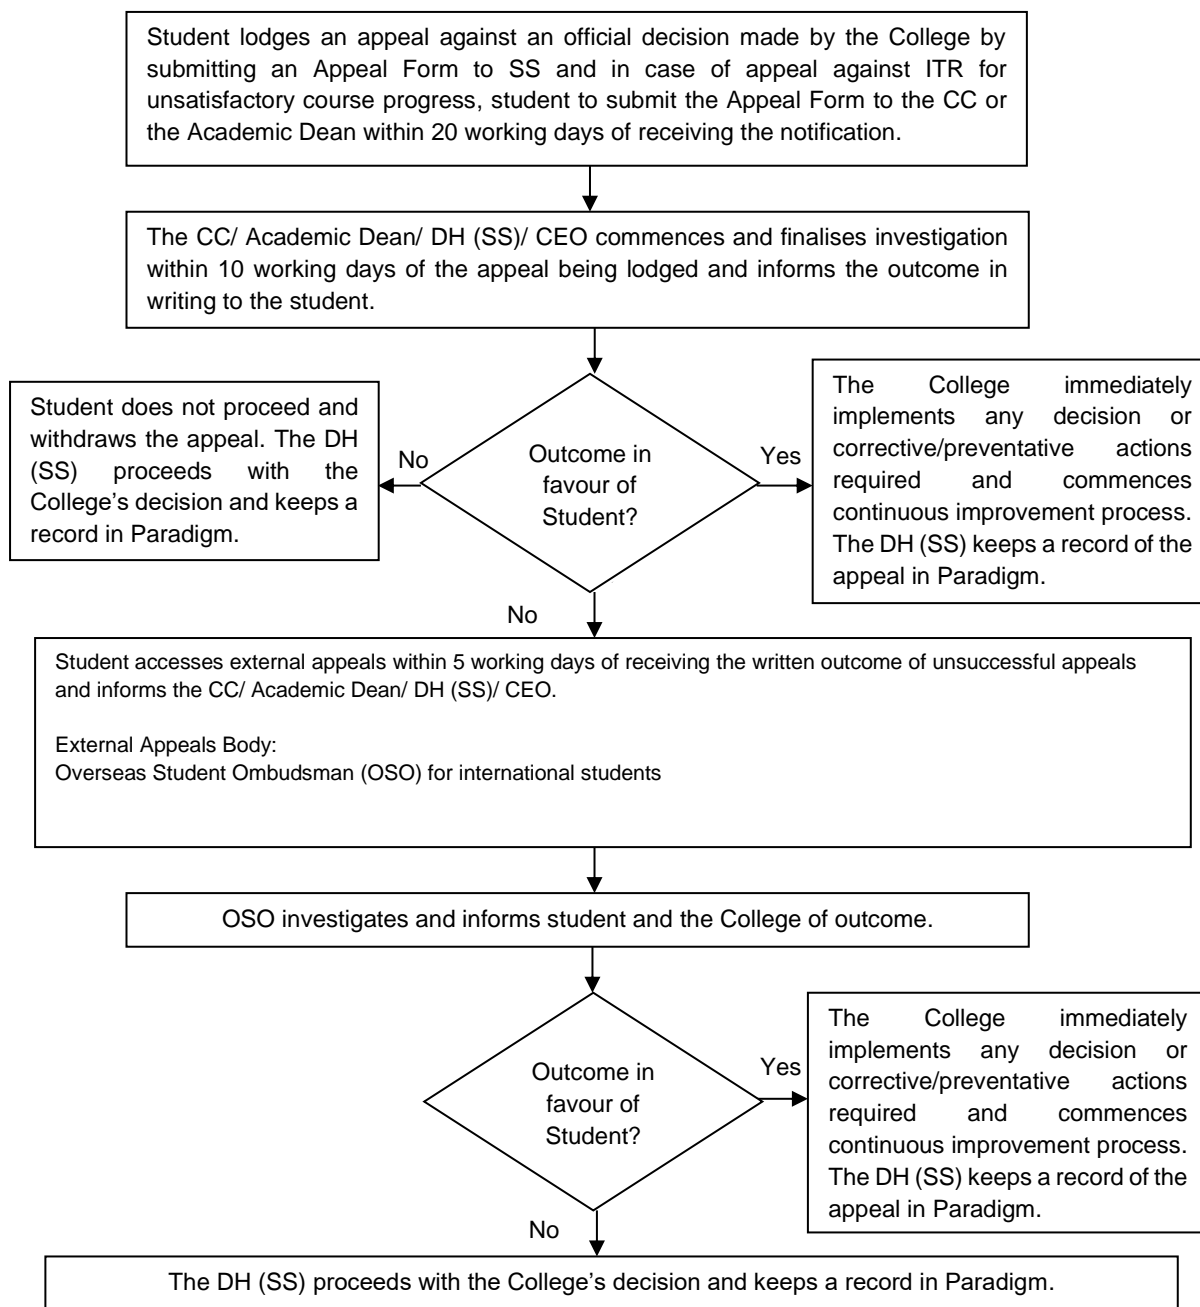 Student lodges an appeal against an official decision made by the College by
submitting an Appeal Form to SS and in case of appeal against ITR for
unsatisfactory course progress, student to submit the Appeal Form to the CC or
the Academic Dean within 20 working days of receiving the notification.
The CC/ Academic Dean/ DH (SS)/ CEO commences and finalises investigation
within 10 working days of the appeal being lodged and informs the outcome in
writing to the student.
Student does not proceed and
withdraws the appeal. The DH
(SS) proceeds with the
College’s decision and keeps a
record in Paradigm.
No
Outcome in
favour of
Student?
Yes
The College immediately
implements any decision or
corrective/preventative actions
required and commences
continuous improvement process.
The DH (SS) keeps a record of the
appeal in Paradigm.
No
Student accesses external appeals within 5 working days of receiving the written outcome of unsuccessful appeals
and informs the CC/ Academic Dean/ DH (SS)/ CEO.
External Appeals Body:
Overseas Student Ombudsman (OSO) for international students
OSO investigates and informs student and the College of outcome.
Outcome in
favour of
Student?
Yes
The College immediately
implements any decision or
corrective/preventative actions
required and commences
continuous improvement process.
The DH (SS) keeps a record of the
appeal in Paradigm.
No
The DH (SS) proceeds with the College’s decision and keeps a record in Paradigm.